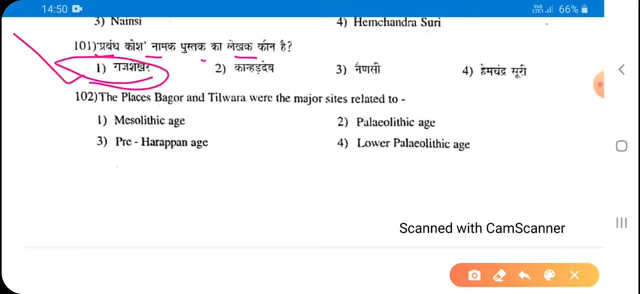 14:50 66%
3) Nainsi 4) Hemchandra Suri
101) 'प्रबंध कोश' नामक पुस्तक का लेखक कौन है?
1) राजशेखर 2) कान्हड़देव 3) नैणसी 4) हेमचंद्र सूरी
102) The Places Bagor and Tilwara were the major sites related to -
1) Mesolithic age 2) Palaeolithic age
3) Pre - Harappan age 4) Lower Palaeolithic age
Scanned with CamScanner